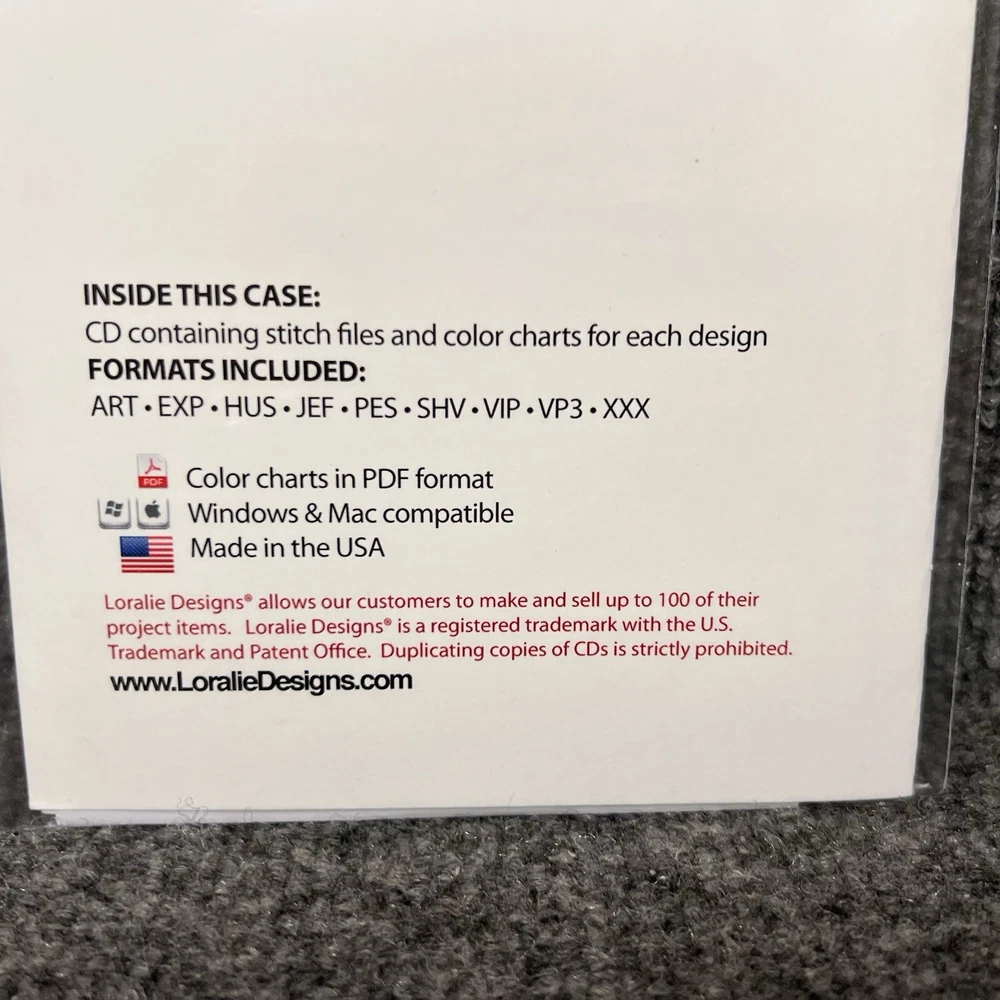 INSIDE THIS CASE:
CD containing stitch files and color charts for each design
FORMATS INCLUDED:
ART • EXP • HUS • JEF • PES • SHV • VIP • VP3 • XXX
PDF
Color charts in PDF format
Windows & Mac compatible
Made in the USA
Loralie Designs® allows our customers to make and sell up to 100 of their
project items. Loralie Designs® is a registered trademark with the U.S.
Trademark and Patent Office. Duplicating copies of CDs is strictly prohibited.
www.LoralieDesigns.com